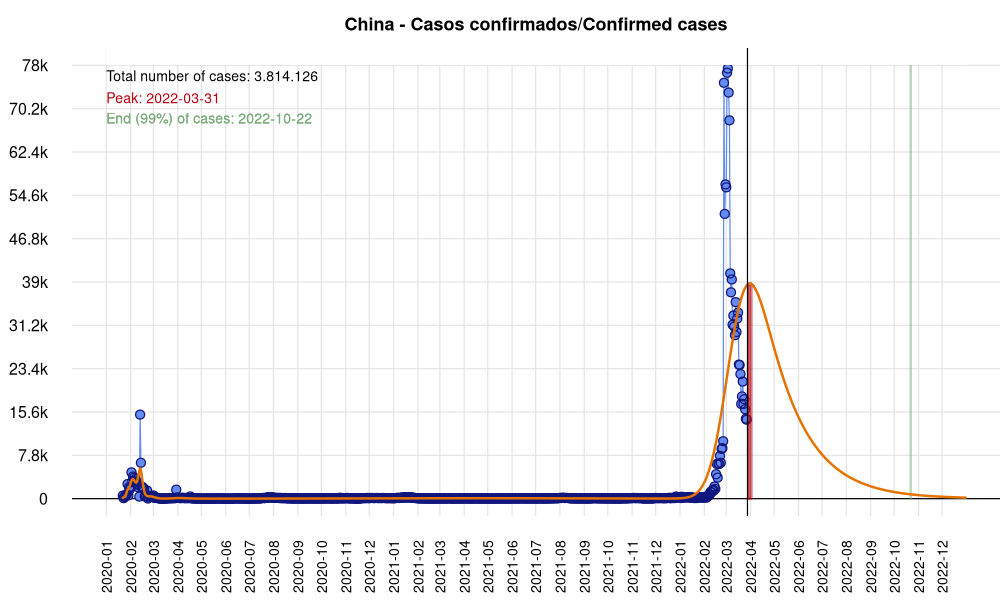 China - Casos confirmados/Confirmed cases
Total number of cases: 3.814.126
Peak: 2022-03-31
End (99%) of cases: 2022-10-22
78k
70.2k
62.4k
54.6k
46.8k
39k
31.2k
23.4k
15.6k
7.8k
0
2020-01
2020-02
2020-03
2020-04
2020-05
2020-06
2020-07
2020-08
2020-09
2020-10
2020-11
2020-12
2021-01
2021-02
2021-03
2021-04
2021-05
2021-06
2021-07
2021-08
2021-09
2021-10
2021-11
2021-12
2022-01
2022-02
2022-03
2022-04
2022-05
2022-06
2022-07
2022-08
2022-09
2022-10
2022-11
2022-12